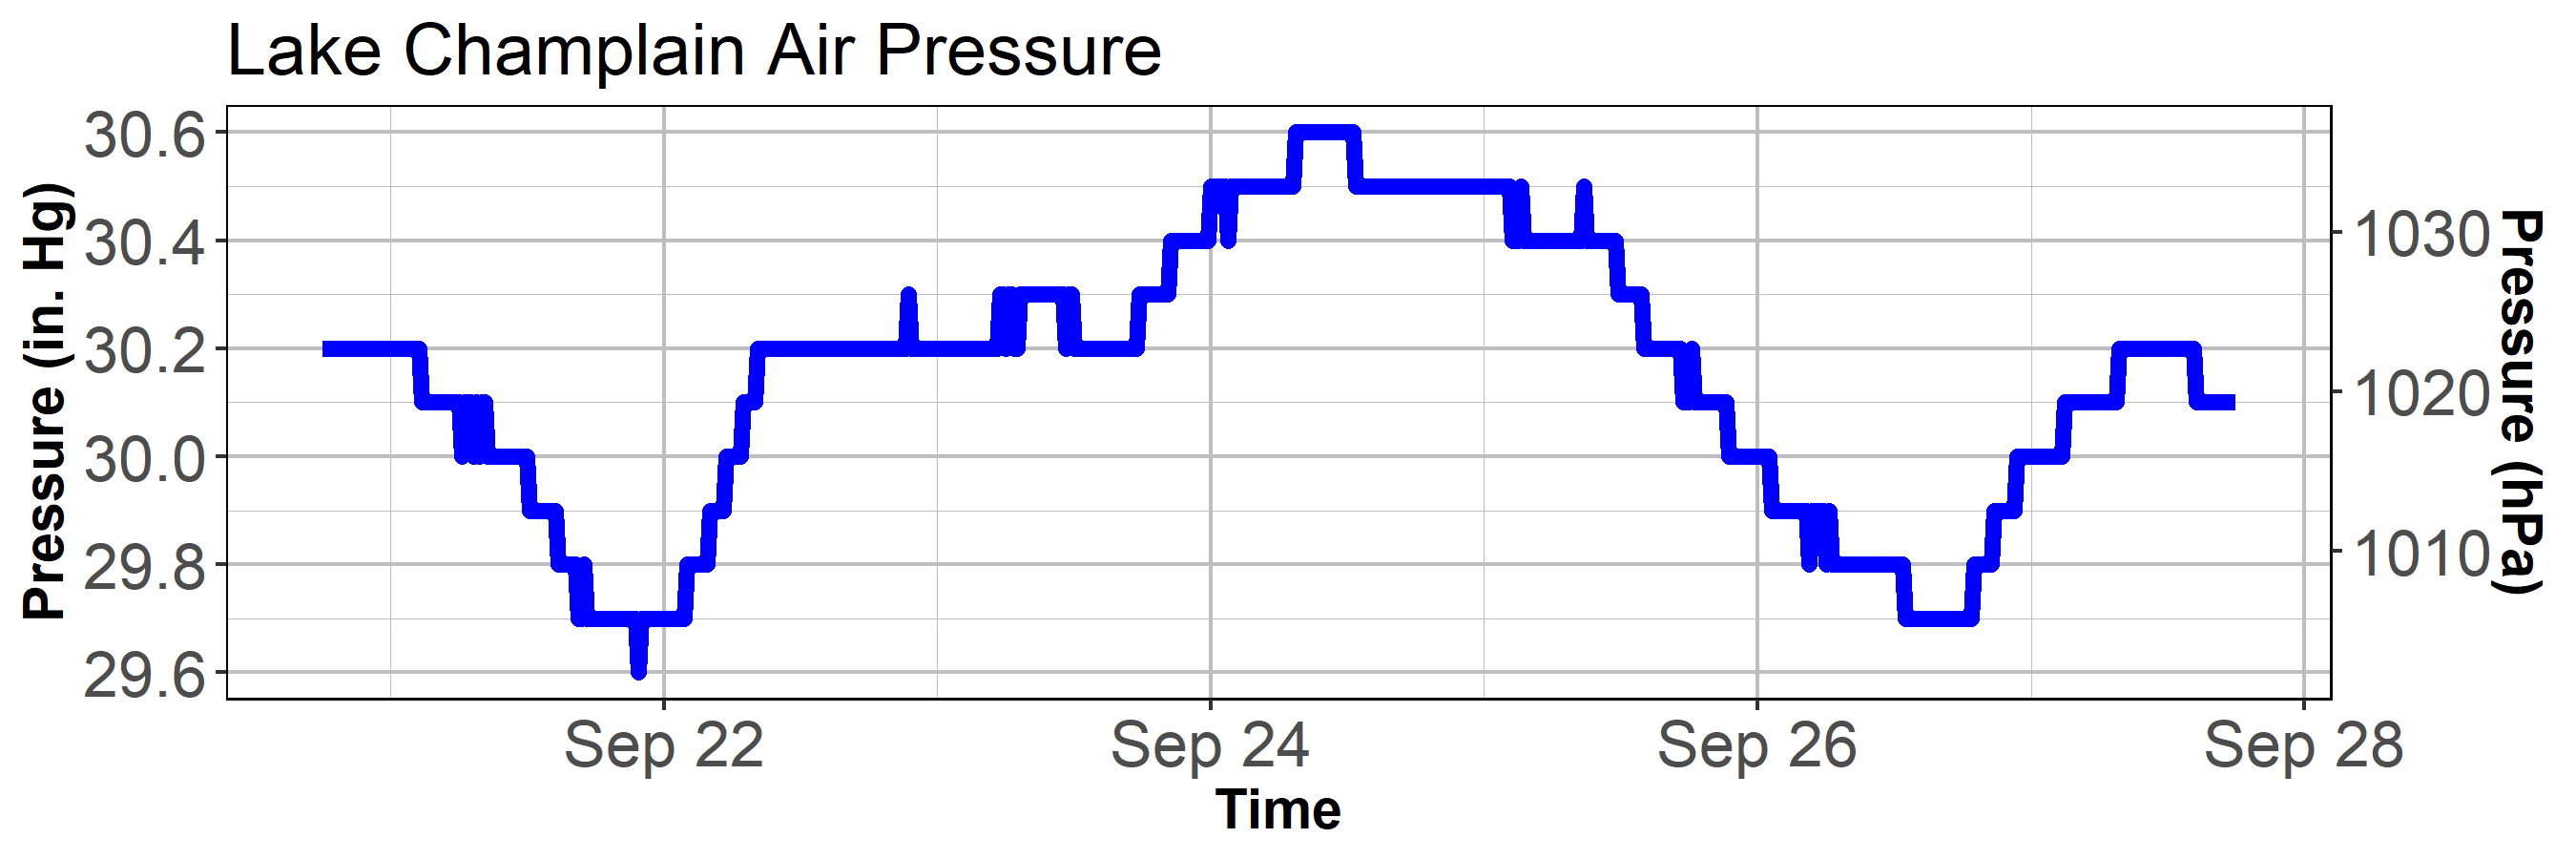 Lake Champlain Air Pressure
Pressure (in. Hg)
30.6
30.4
30.2
30.0
29.8
29.6
1030
1020
1010
Pressure (hPa)
Sep 22
Sep 24
Sep 26
Sep 28
Time